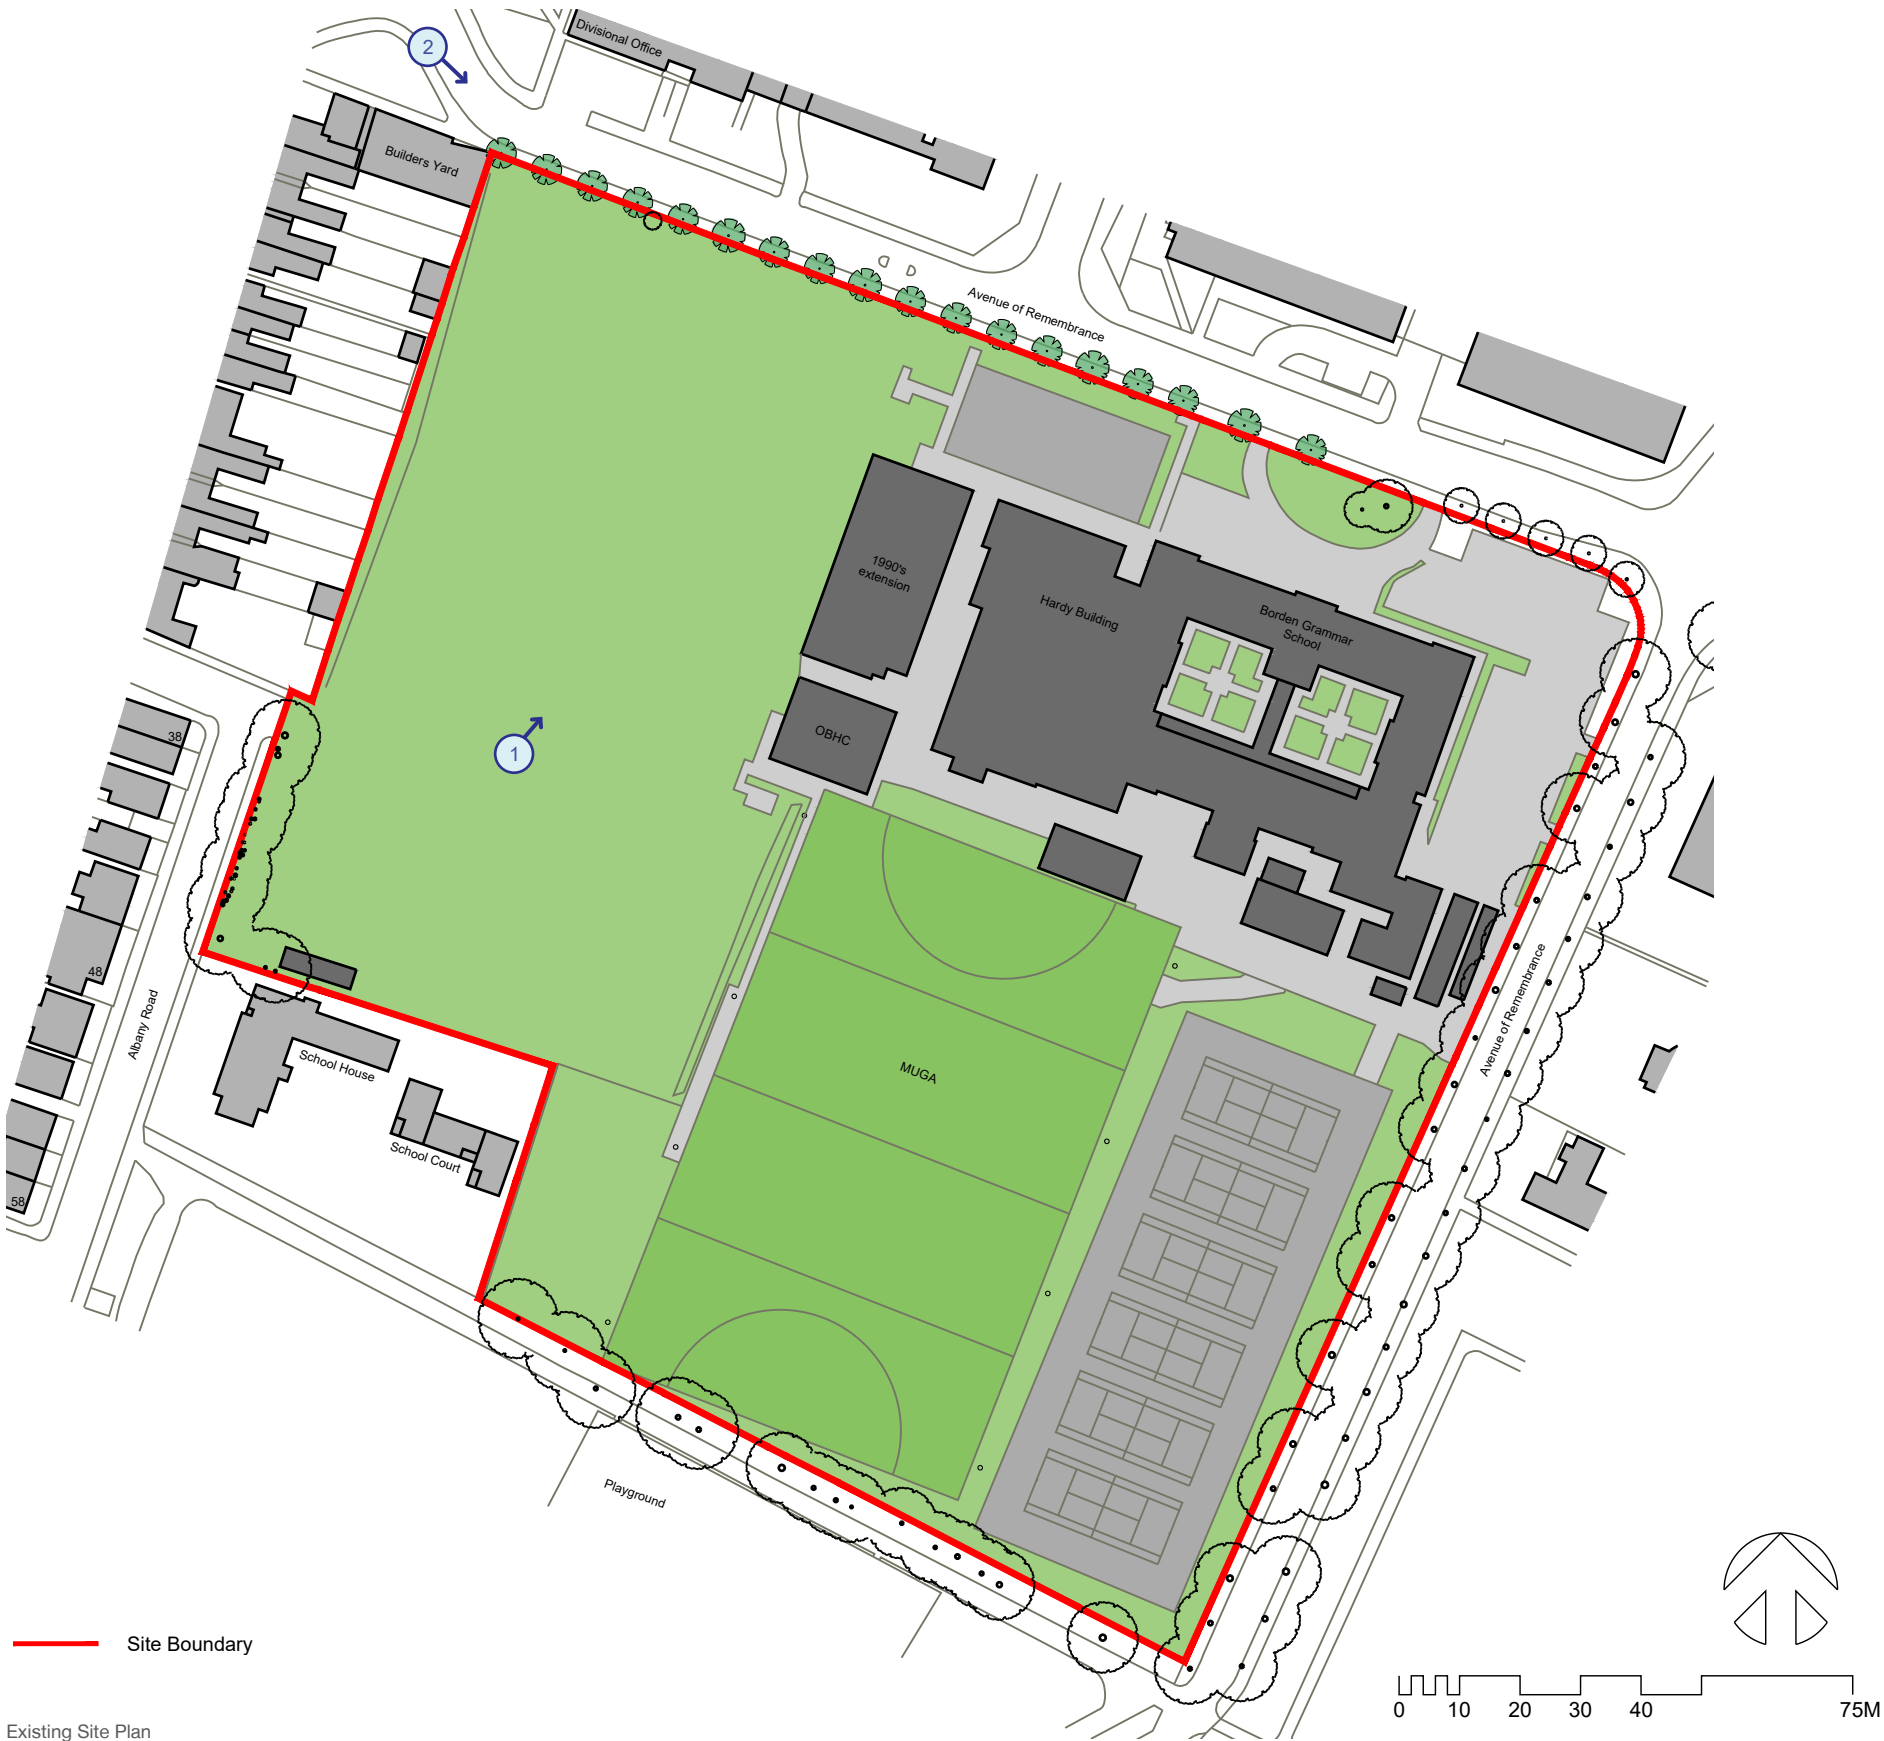 Divisional Office
2
Builders Yard
Avenue of Remembrance
1990's
extension
Hardy Building
Borden Grammar
School
38
1
OBHC
48
Albany Road
School House
MUGA
Avenue of Remembrance
School Court
58
Playground
Site Boundary
0 10 20 30 40 75M
Existing Site Plan